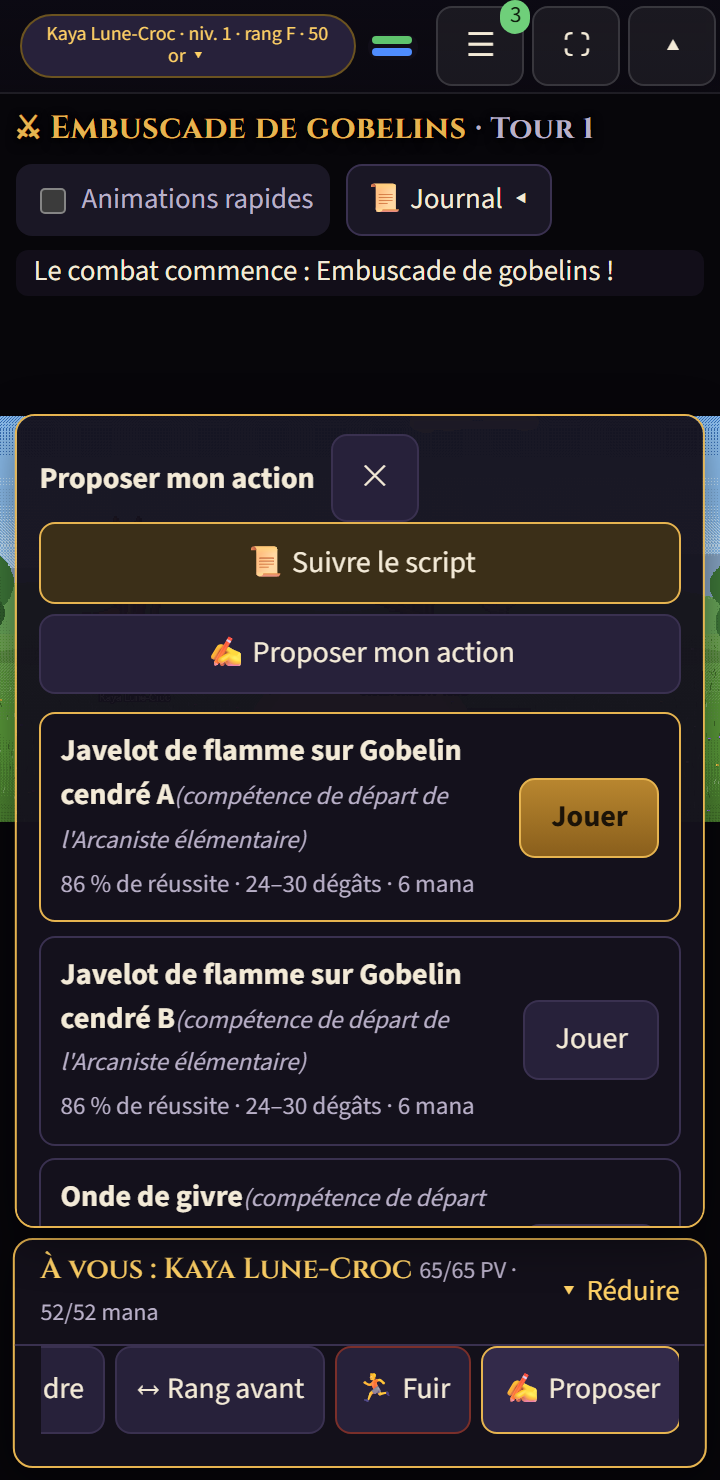 Kaya Lune-Croc · niv. 1 · rang F · 50
or ▾
3
☰
▲
⚔ EMBUSCADE DE GOBELINS · TOUR 1
Animations rapides
📜 Journal ◂
Le combat commence : Embuscade de gobelins !
Proposer mon action
📜 Suivre le script
✍ Proposer mon action
Javelot de flamme sur Gobelin
cendré A(compétence de départ de
l'Arcaniste élémentaire)
86 % de réussite · 24–30 dégâts · 6 mana
Jouer
Javelot de flamme sur Gobelin
cendré B(compétence de départ de
l'Arcaniste élémentaire)
86 % de réussite · 24–30 dégâts · 6 mana
Jouer
Onde de givre(compétence de départ
À VOUS : KAYA LUNE-CROC 65/65 PV ·
52/52 mana
▾ Réduire
dre
↔ Rang avant
🏃 Fuir
✍ Proposer